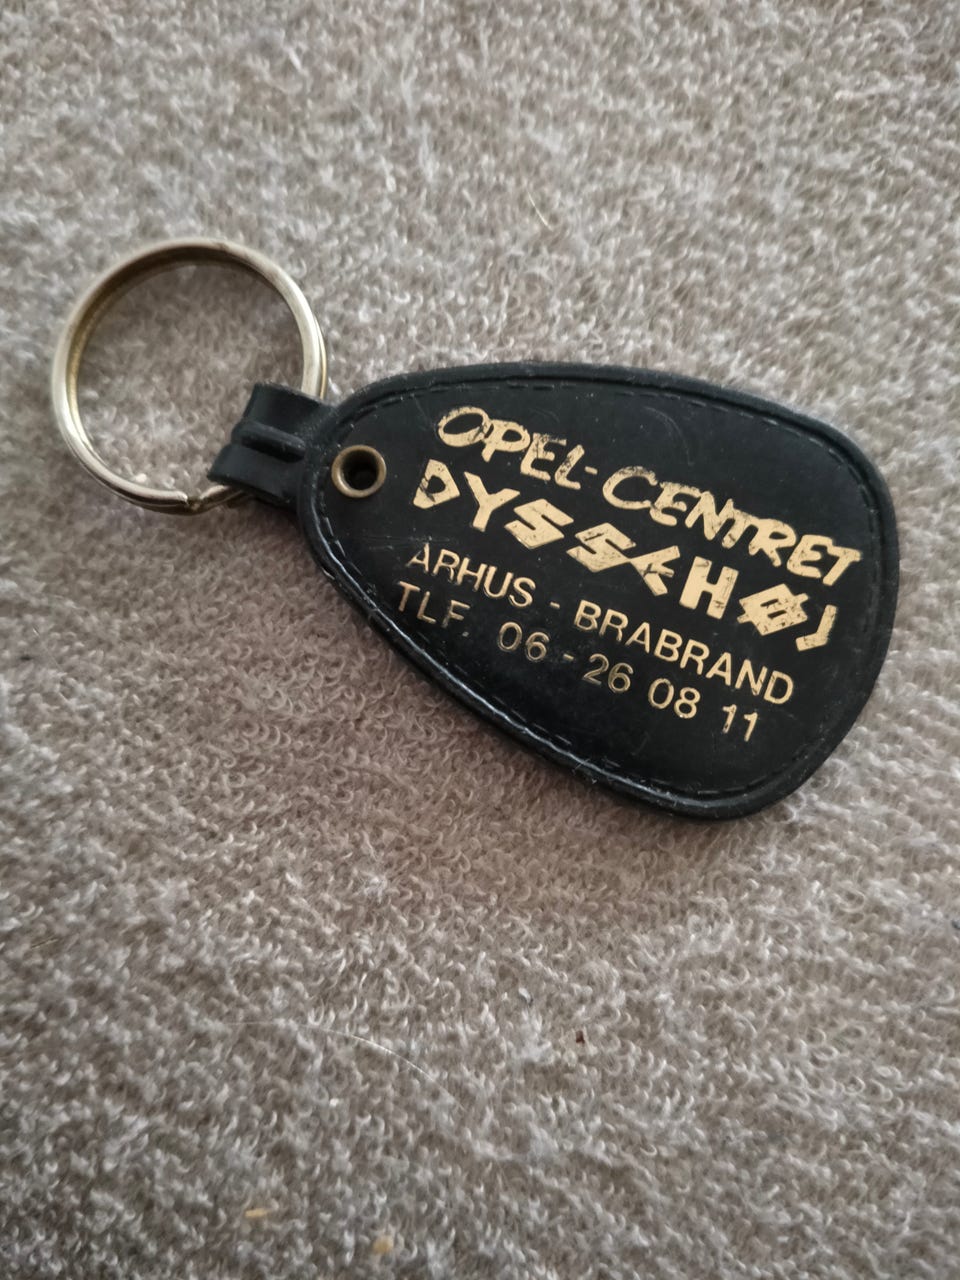 OPEL-CENTRET
DYSSEHØJ
ARHUS - BRABRAND
TLF. 06 - 26 08 11